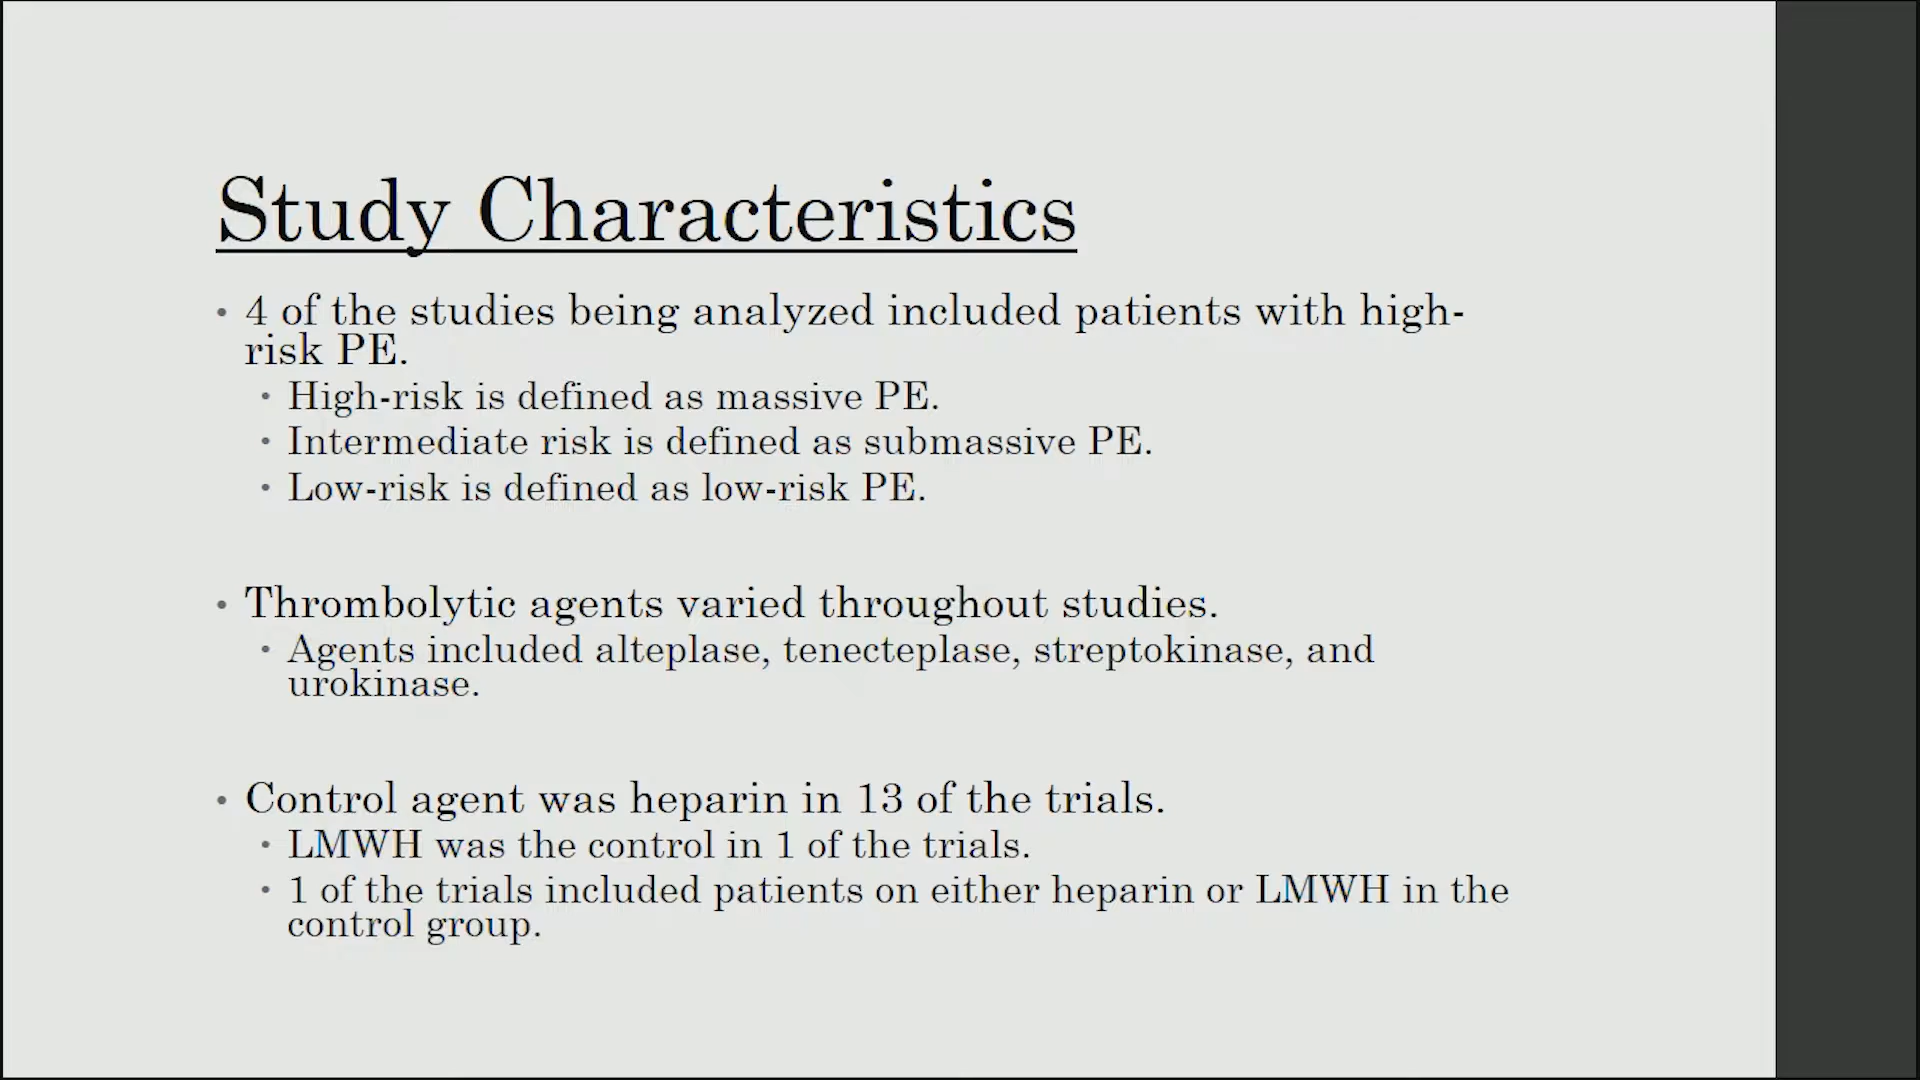 Study Characteristics
• 4 of the studies being analyzed included patients with high-
risk PE.
• High-risk is defined as massive PE.
• Intermediate risk is defined as submassive PE.
• Low-risk is defined as low-risk PE.
• Thrombolytic agents varied throughout studies.
• Agents included alteplase, tenecteplase, streptokinase, and
urokinase.
• Control agent was heparin in 13 of the trials.
• LMWH was the control in 1 of the trials.
• 1 of the trials included patients on either heparin or LMWH in the
control group.